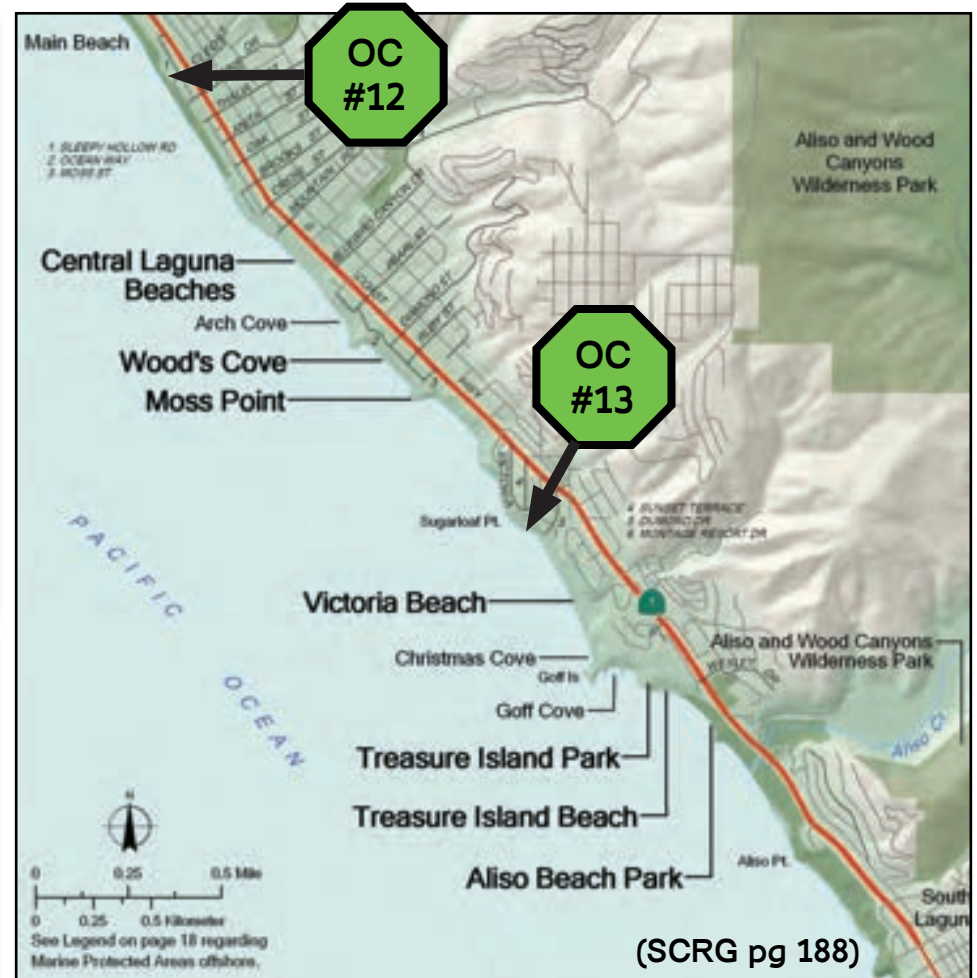 Main Beach
OC
#12
1 SLEEPY HOLLOW RD
2 OCEAN WAY
3 MOSS ST
Aliso and Wood
Canyons
Wilderness Park
Central Laguna
Beaches
Arch Cove
Wood's Cove
Moss Point
OC
#13
Sugarloaf Pt.
4 SUNSET TERRACE
5 DUMOND DR
6 MONTAGE RESORT DR
PACIFIC
OCEAN
Victoria Beach
1
Christmas Cove
Goff Is
Goff Cove
Aliso and Wood Canyons
Wilderness Park
WESLEY
Aliso Cr
Treasure Island Park
Treasure Island Beach
Aliso Beach Park
Aliso Pt.
South
Lagun
N
0 0.25 0.5 Mile
0 0.25 0.5 Kilometer
See Legend on page 18 regarding
Marine Protected Areas offshore.
(SCRG pg 188)